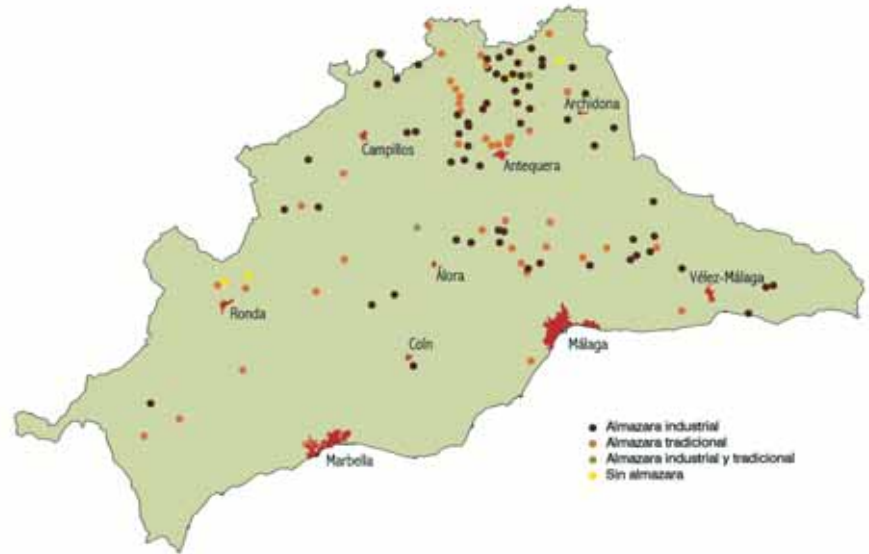 Archidona
Campillos
Antequera
Álora
Vélez-Málaga
Ronda
Coín
Málaga
Marbella
Almazara industrial
Almazara tradicional
Almazara industrial y tradicional
Sin almazara